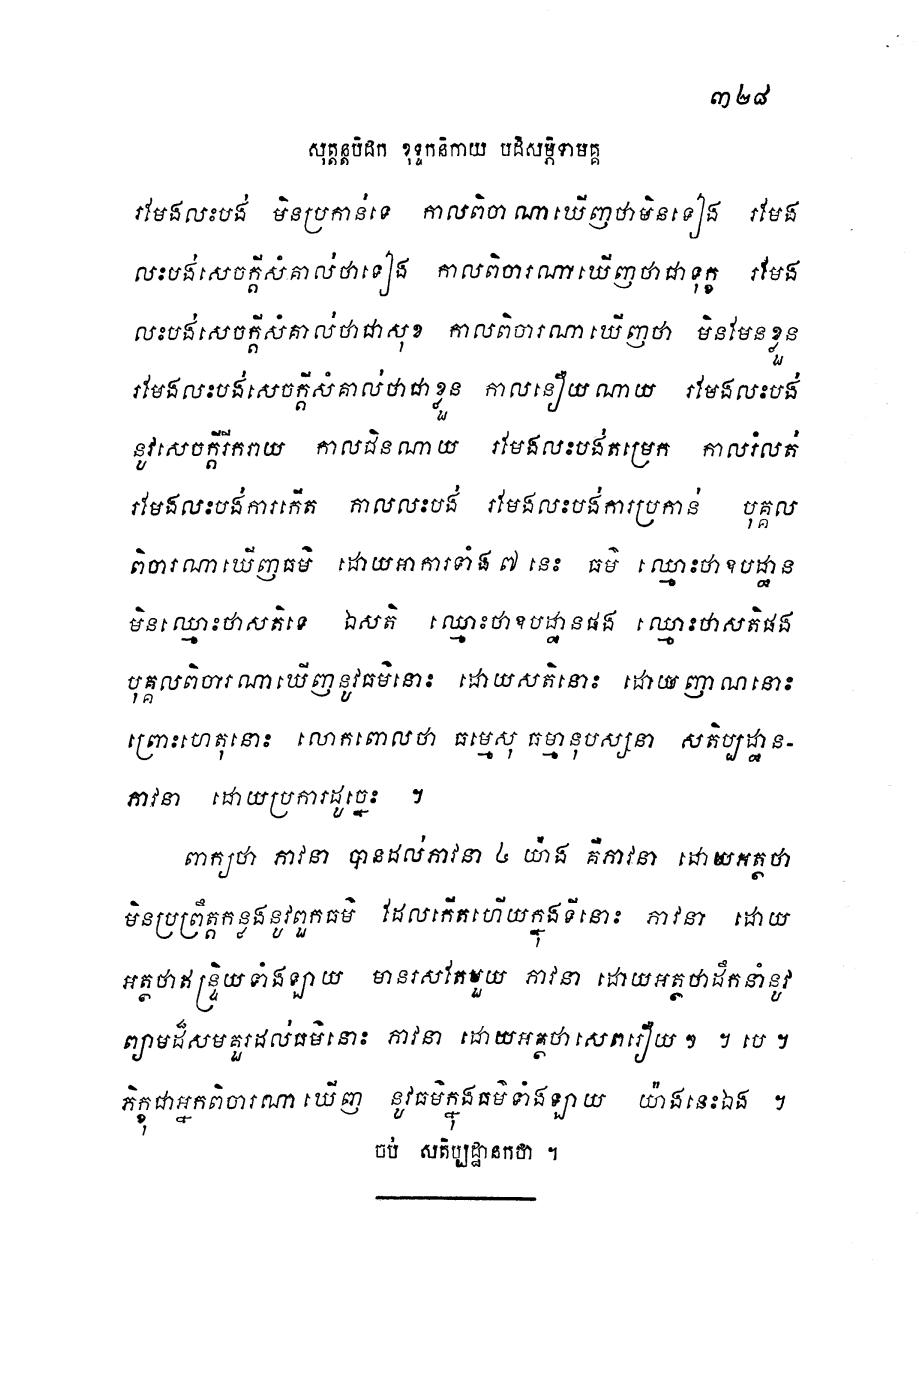 ៣២៨
សុត្តន្តបិដក ខុទ្ទកនិកាយ បដិសម្ភិទាមគ្គ
រមែងលះបង់ មិនប្រកាន់ទេ កាលពិចារណាឃើញថាមិនទៀង រមែង
លះបង់សេចក្តីសំគាល់ថាទៀង កាលពិចារណាឃើញថាជាទុក្ខ រមែង
លះបង់សេចក្តីសំគាល់ថាជាសុខ កាលពិចារណាឃើញថា មិនមែនខ្លួន
រមែងលះបង់សេចក្តីសំគាល់ថាជាខ្លួន កាលនឿយណាយ រមែងលះបង់
នូវសេចក្តីរីករាយ កាលជិនណាយ រមែងលះបង់តម្រេក កាលរំលត់
រមែងលះបង់ការកើត កាលលះបង់ រមែងលះបង់ការប្រកាន់ បុគ្គល
ពិចារណាឃើញធម៌ ដោយអាការទាំង ៧ នេះ ធម៌ ឈ្មោះថាឧបដ្ឋាន
មិនឈ្មោះថាសតិទេ ឯសតិ ឈ្មោះថាឧបដ្ឋានផង ឈ្មោះថាសតិផង
បុគ្គលពិចារណាឃើញនូវធម៌នោះ ដោយសតិនោះ ដោយញាណនោះ
ព្រោះហេតុនោះ លោកពោលថា ធម្មេសុ ធម្មានុបស្សនា សតិប្បដ្ឋាន-
ភាវនា ដោយប្រការដូច្នេះ ។
ពាក្យថា ភាវនា បានដល់ភាវនា ៤ យ៉ាង គឺភាវនា ដោយអត្ថថា
មិនប្រព្រឹត្តកន្លងនូវពួកធម៌ ដែលកើតហើយក្នុងទីនោះ ភាវនា ដោយ
អត្ថថាឥន្ទ្រិយទាំងឡាយ មានរសតែមួយ ភាវនា ដោយអត្ថថាដឹកនាំនូវ
ព្យាមដ៏សមគួរដល់ធម៌នោះ ភាវនា ដោយអត្ថថាសេពរឿយ ៗ ។ បេ ។
ភិក្ខុជាអ្នកពិចារណាឃើញ នូវធម៌ក្នុងធម៌ទាំងឡាយ យ៉ាងនេះឯង ។
ចប់ សតិប្បដ្ឋានកថា ។